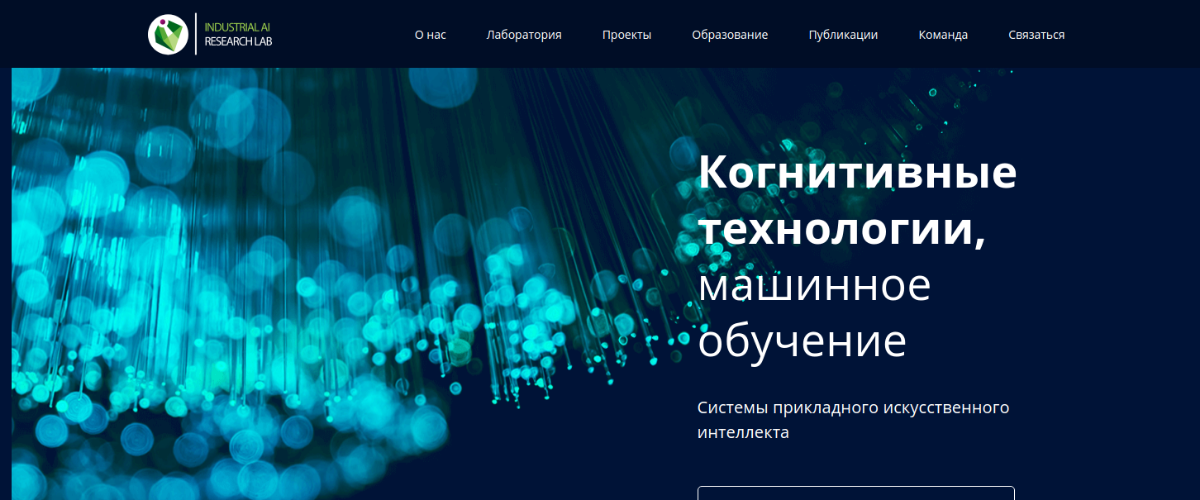 INDUSTRIAL AI
RESEARCH LAB
О нас
Лаборатория
Проекты
Образование
Публикации
Команда
Связаться
Когнитивные
технологии,
машинное
обучение
Системы прикладного искусственного
интеллекта